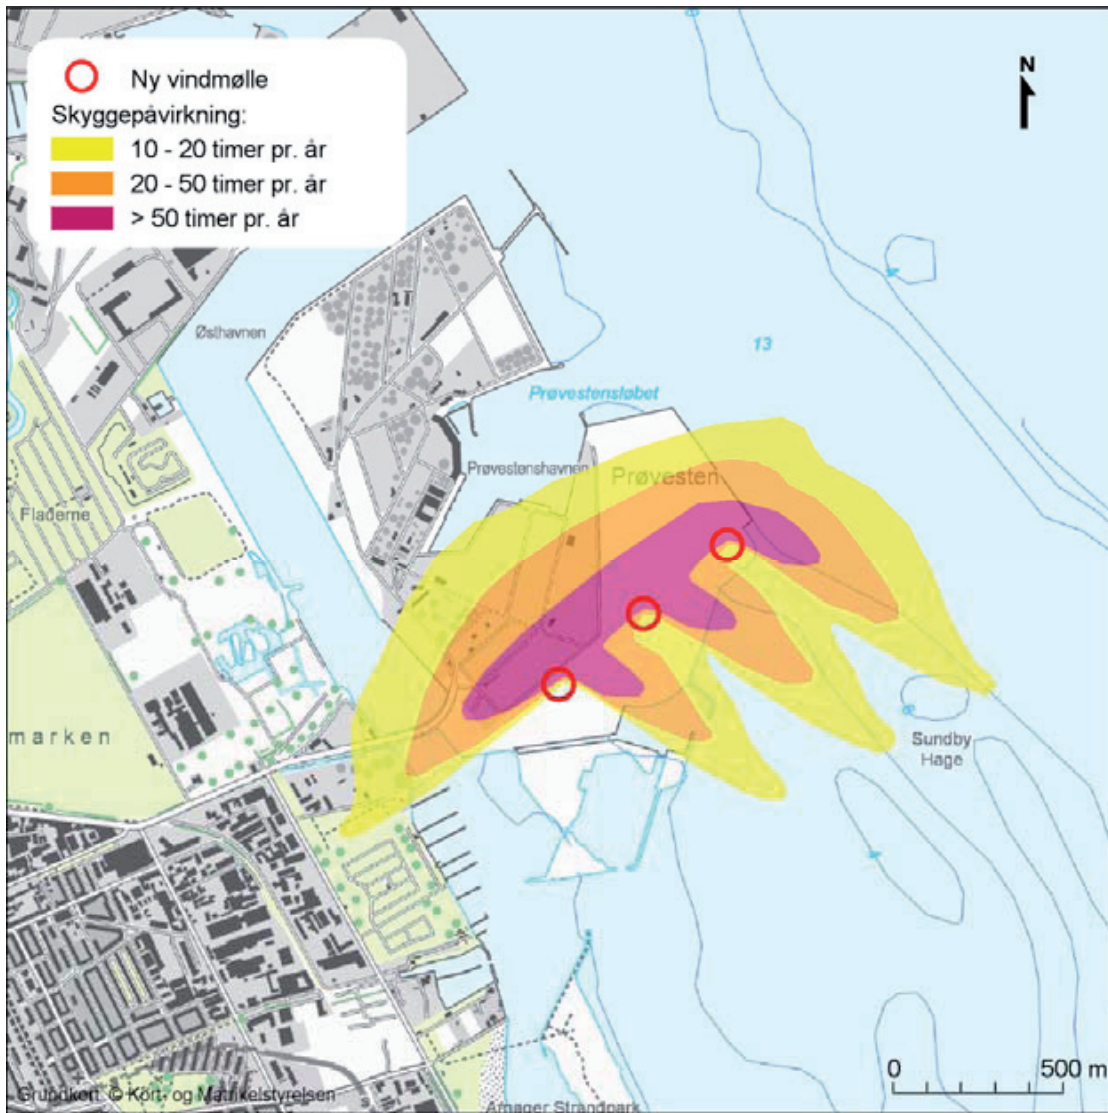 Ny vindmølle
Skyggepåvirkning:
10 - 20 timer pr. år
20 - 50 timer pr. år
> 50 timer pr. år
N
Østhavnen
13
Prøvestensløbet
Prøvestenshavnen
Prøvesten
Fladerne
marken
Sundby
Hage
0 500 m
Grundkort: © Kort- og Matrikelstyrelsen
Amager Strandpark